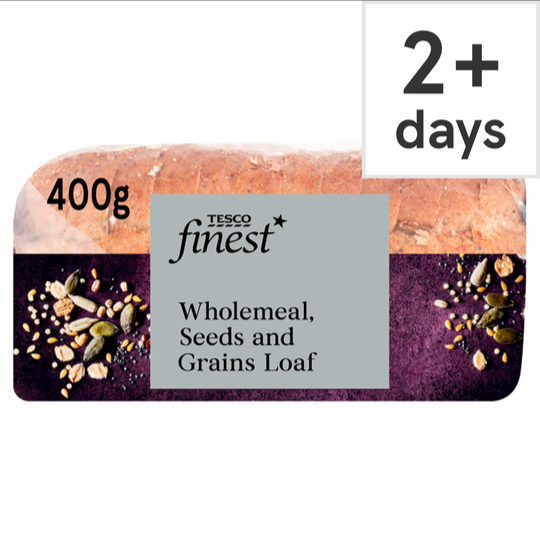 2+
days
400g
TESCO
finest*
Wholemeal,
Seeds and
Grains Loaf